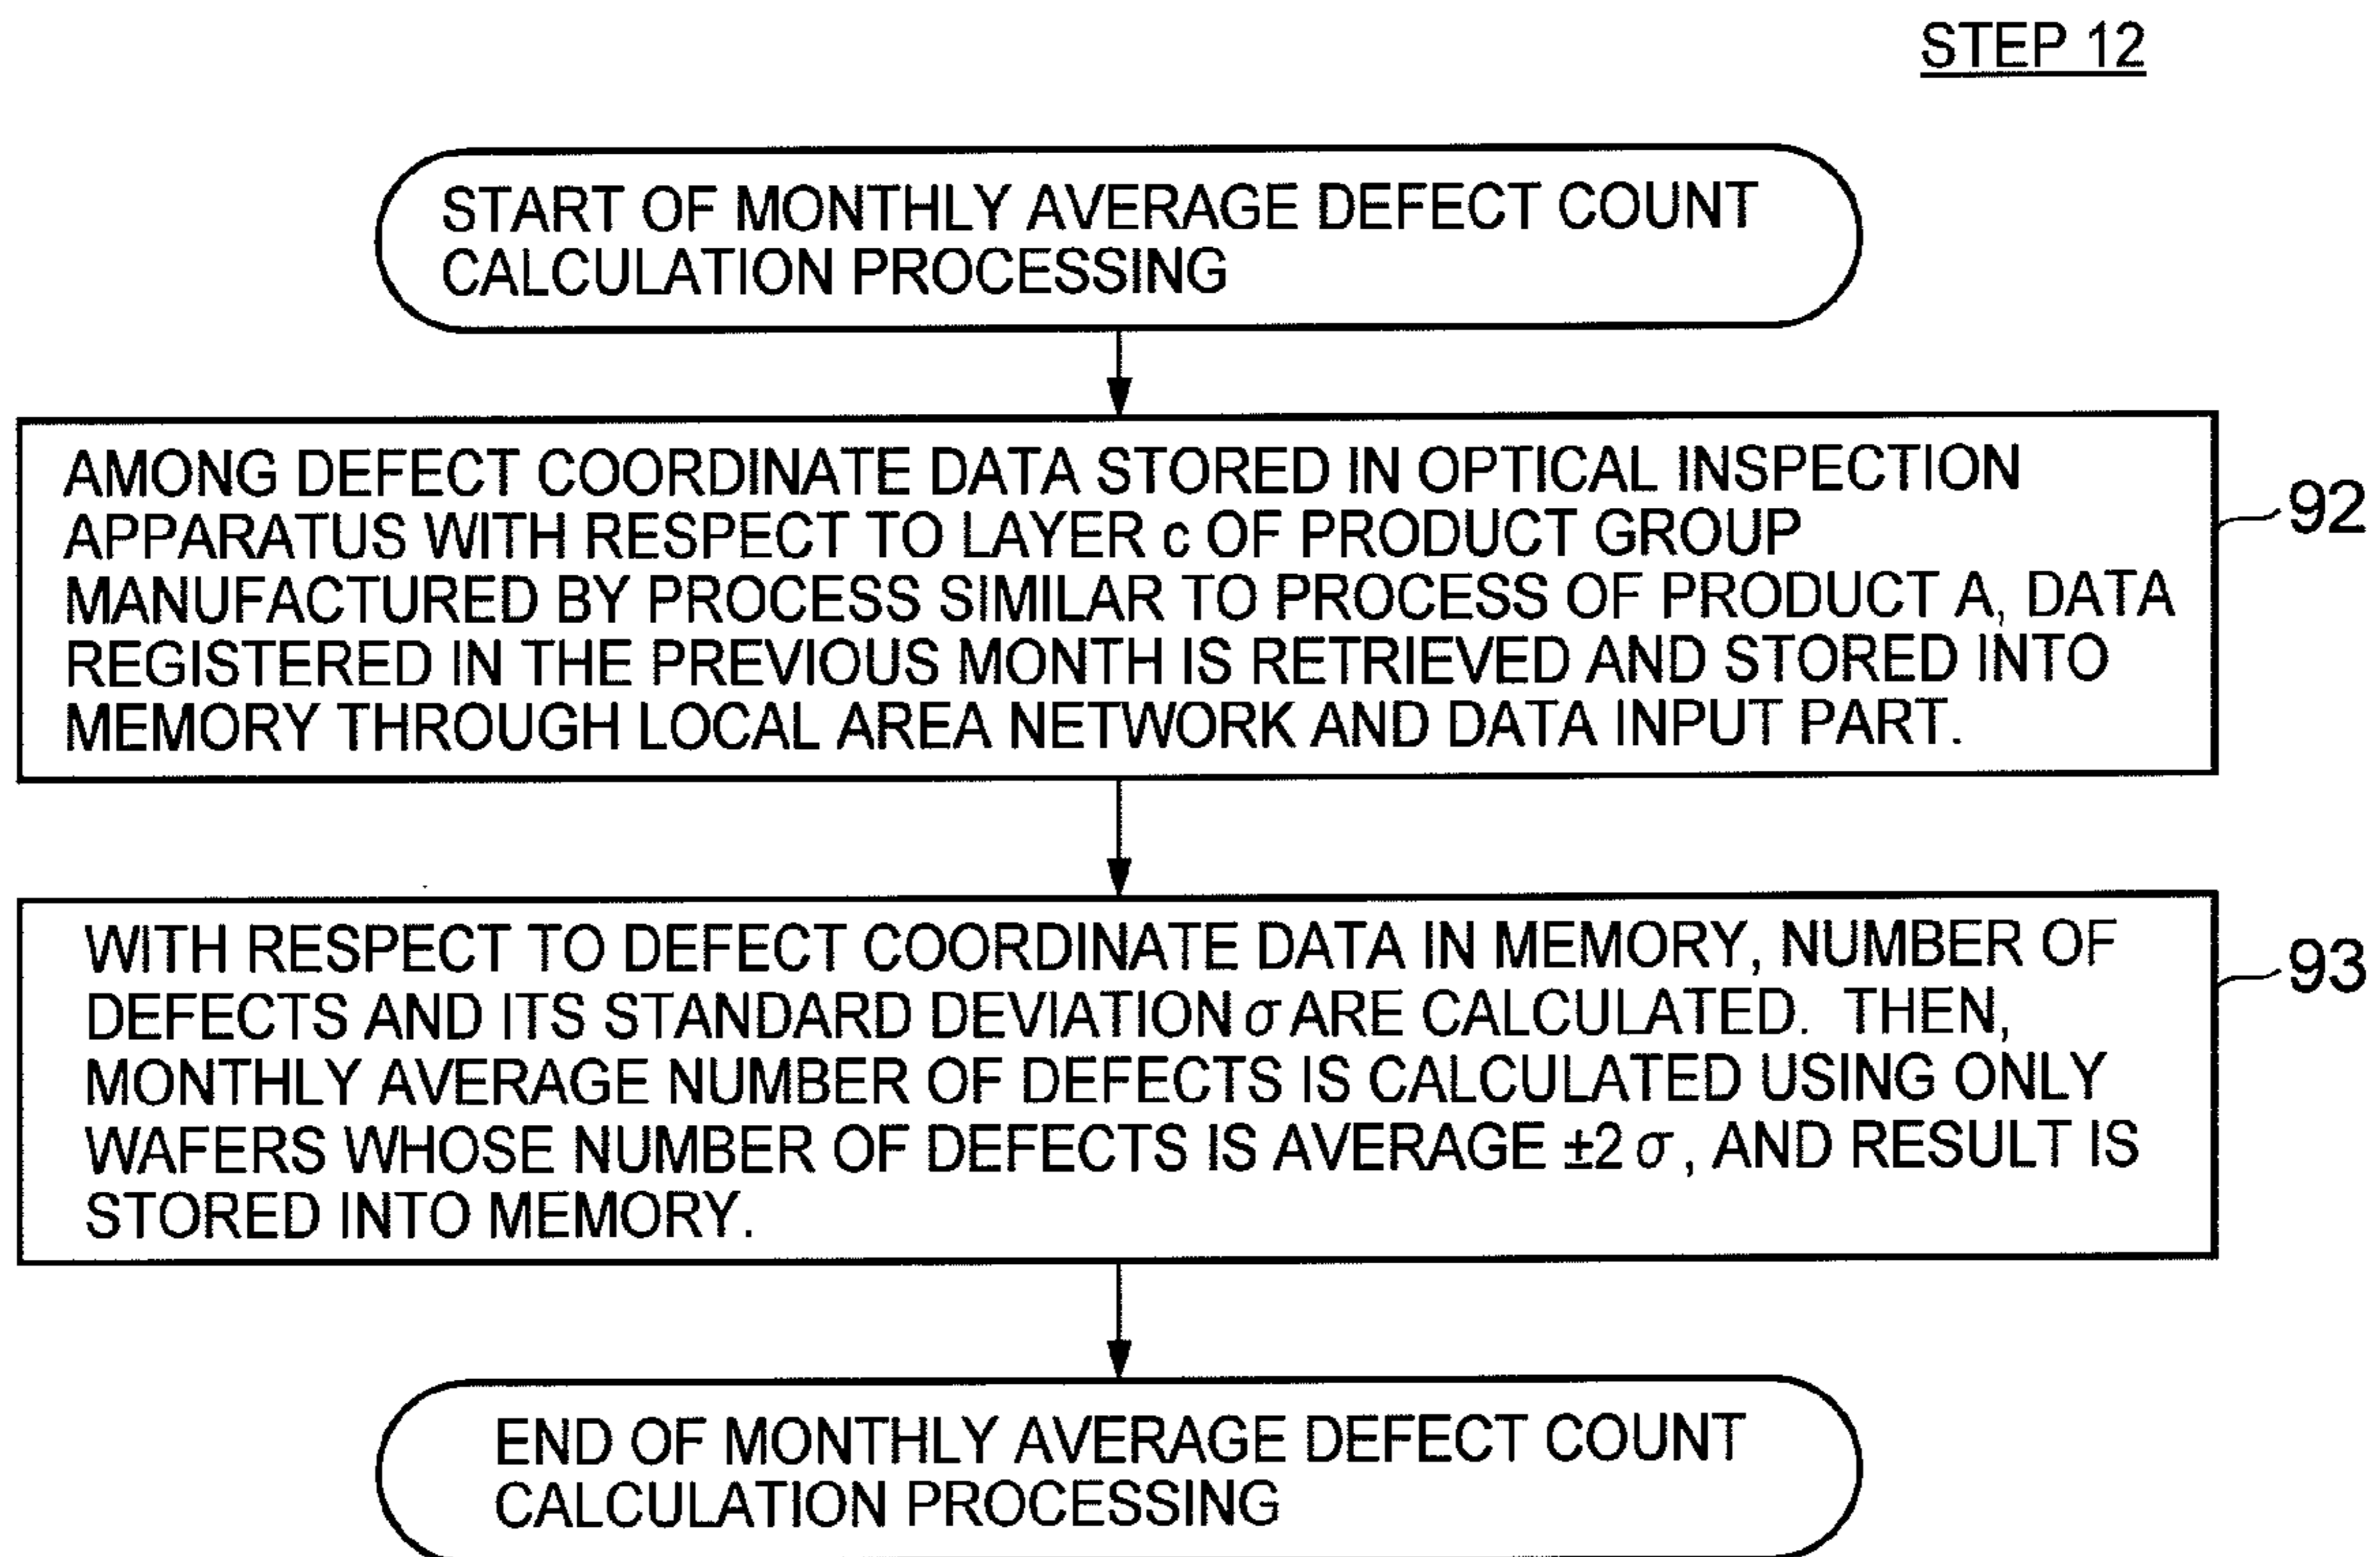 STEP 12
START OF MONTHLY AVERAGE DEFECT COUNT
CALCULATION PROCESSING
AMONG DEFECT COORDINATE DATA STORED IN OPTICAL INSPECTION
APPARATUS WITH RESPECT TO LAYER c OF PRODUCT GROUP
MANUFACTURED BY PROCESS SIMILAR TO PROCESS OF PRODUCT A, DATA
REGISTERED IN THE PREVIOUS MONTH IS RETRIEVED AND STORED INTO
MEMORY THROUGH LOCAL AREA NETWORK AND DATA INPUT PART.
92
WITH RESPECT TO DEFECT COORDINATE DATA IN MEMORY, NUMBER OF
DEFECTS AND ITS STANDARD DEVIATION σ ARE CALCULATED. THEN,
MONTHLY AVERAGE NUMBER OF DEFECTS IS CALCULATED USING ONLY
WAFERS WHOSE NUMBER OF DEFECTS IS AVERAGE ±2 σ, AND RESULT IS
STORED INTO MEMORY.
93
END OF MONTHLY AVERAGE DEFECT COUNT
CALCULATION PROCESSING